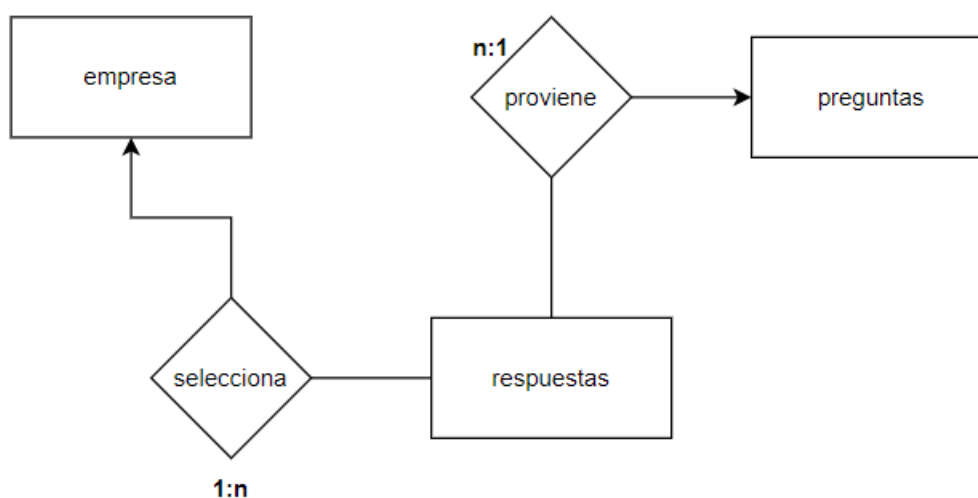 n:1
empresa
proviene
preguntas
selecciona
respuestas
1:n